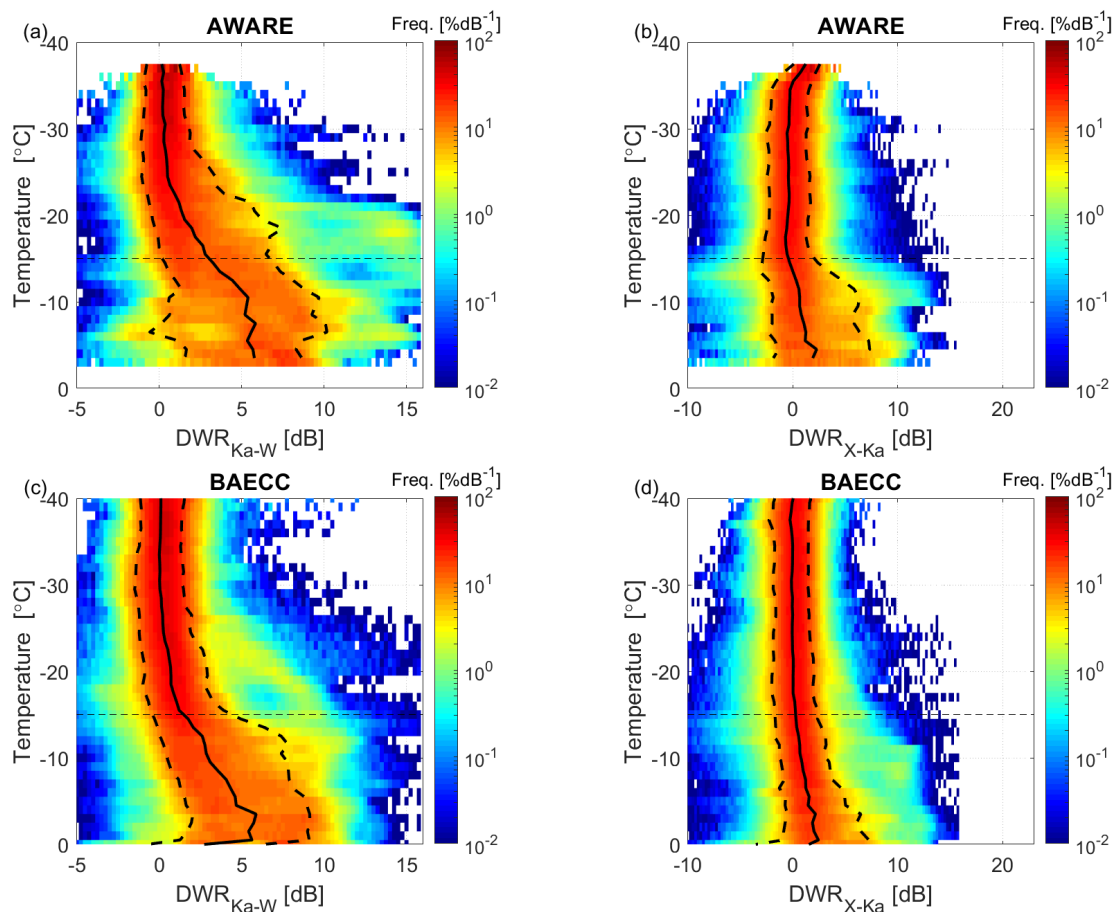 (a)
AWARE
Freq. [%dB⁻¹]
-40
-30
-20
-10
0
Temperature [°C]
-5 0 5 10 15
DWR_Ka-W [dB]
10²
10¹
10⁰
10⁻¹
10⁻²
(b)
AWARE
Freq. [%dB⁻¹]
-40
-30
-20
-10
0
Temperature [°C]
-10 0 10 20
DWR_X-Ka [dB]
10²
10¹
10⁰
10⁻¹
10⁻²
(c)
BAECC
Freq. [%dB⁻¹]
-40
-30
-20
-10
0
Temperature [°C]
-5 0 5 10 15
DWR_Ka-W [dB]
10²
10¹
10⁰
10⁻¹
10⁻²
(d)
BAECC
Freq. [%dB⁻¹]
-40
-30
-20
-10
0
Temperature [°C]
-10 0 10 20
DWR_X-Ka [dB]
10²
10¹
10⁰
10⁻¹
10⁻²